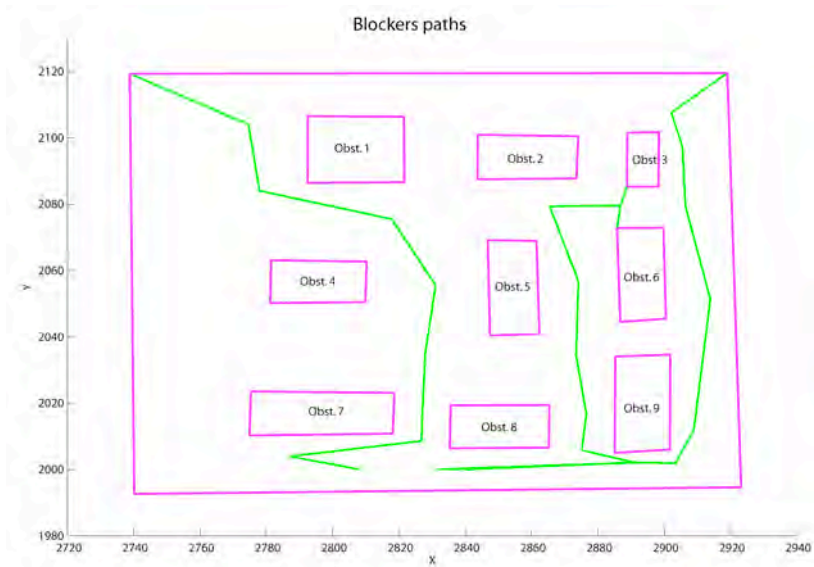 Blockers paths
2120
2100
2080
2060
2040
2020
2000
1980
y
Obst. 1
Obst. 2
Obst. 3
Obst. 4
Obst. 5
Obst. 6
Obst. 7
Obst. 8
Obst. 9
2720 2740 2760 2780 2800 2820 2840 2860 2880 2900 2920 2940
X